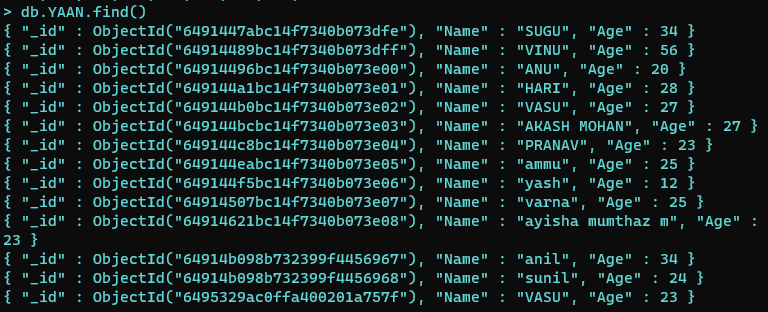 > db.YAAN.find()
{ "_id" : ObjectId("6491447abc14f7340b073dfe"), "Name" : "SUGU", "Age" : 34 }
{ "_id" : ObjectId("64914489bc14f7340b073dff"), "Name" : "VINU", "Age" : 56 }
{ "_id" : ObjectId("64914496bc14f7340b073e00"), "Name" : "ANU", "Age" : 20 }
{ "_id" : ObjectId("649144a1bc14f7340b073e01"), "Name" : "HARI", "Age" : 28 }
{ "_id" : ObjectId("649144b0bc14f7340b073e02"), "Name" : "VASU", "Age" : 27 }
{ "_id" : ObjectId("649144bcbc14f7340b073e03"), "Name" : "AKASH MOHAN", "Age" : 27 }
{ "_id" : ObjectId("649144c8bc14f7340b073e04"), "Name" : "PRANAV", "Age" : 23 }
{ "_id" : ObjectId("649144eabc14f7340b073e05"), "Name" : "ammu", "Age" : 25 }
{ "_id" : ObjectId("649144f5bc14f7340b073e06"), "Name" : "yash", "Age" : 12 }
{ "_id" : ObjectId("64914507bc14f7340b073e07"), "Name" : "varna", "Age" : 25 }
{ "_id" : ObjectId("64914621bc14f7340b073e08"), "Name" : "ayisha mumthaz m", "Age" :
23 }
{ "_id" : ObjectId("64914b098b732399f4456967"), "Name" : "anil", "Age" : 34 }
{ "_id" : ObjectId("64914b098b732399f4456968"), "Name" : "sunil", "Age" : 24 }
{ "_id" : ObjectId("6495329ac0ffa400201a757f"), "Name" : "VASU", "Age" : 23 }